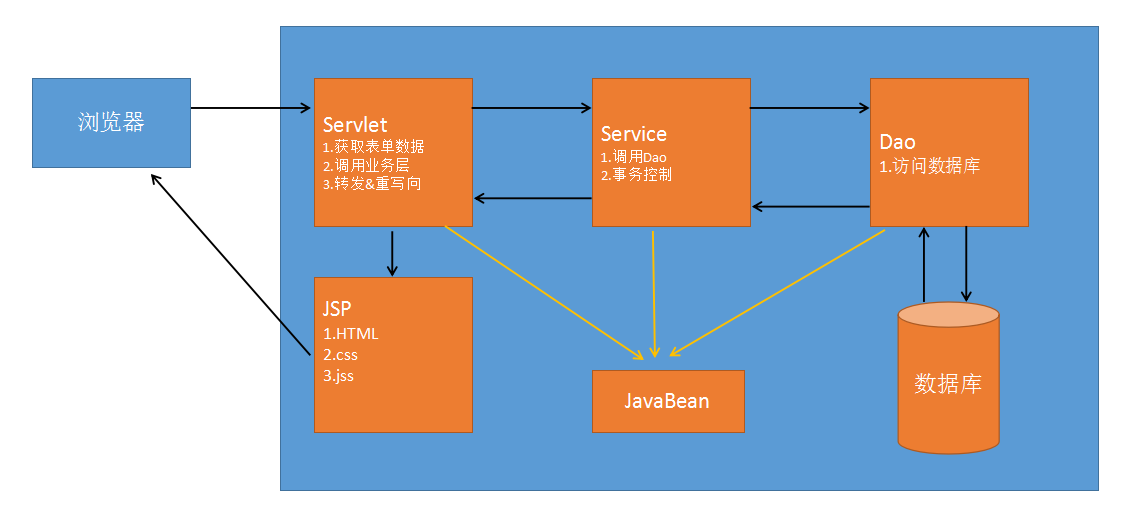 浏览器
Servlet
1.获取表单数据
2.调用业务层
3.转发&重写向
Service
1.调用Dao
2.事务控制
Dao
1.访问数据库
JSP
1.HTML
2.css
3.jss
JavaBean
数据库